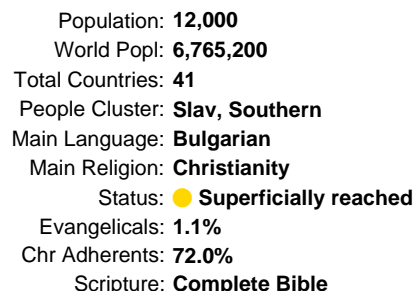 Population: 12,000
World Popl: 6,765,200
Total Countries: 41
People Cluster: Slav, Southern
Main Language: Bulgarian
Main Religion: Christianity
Status: Superficially reached
Evangelicals: 1.1%
Chr Adherents: 72.0%
Scripture: Complete Bible